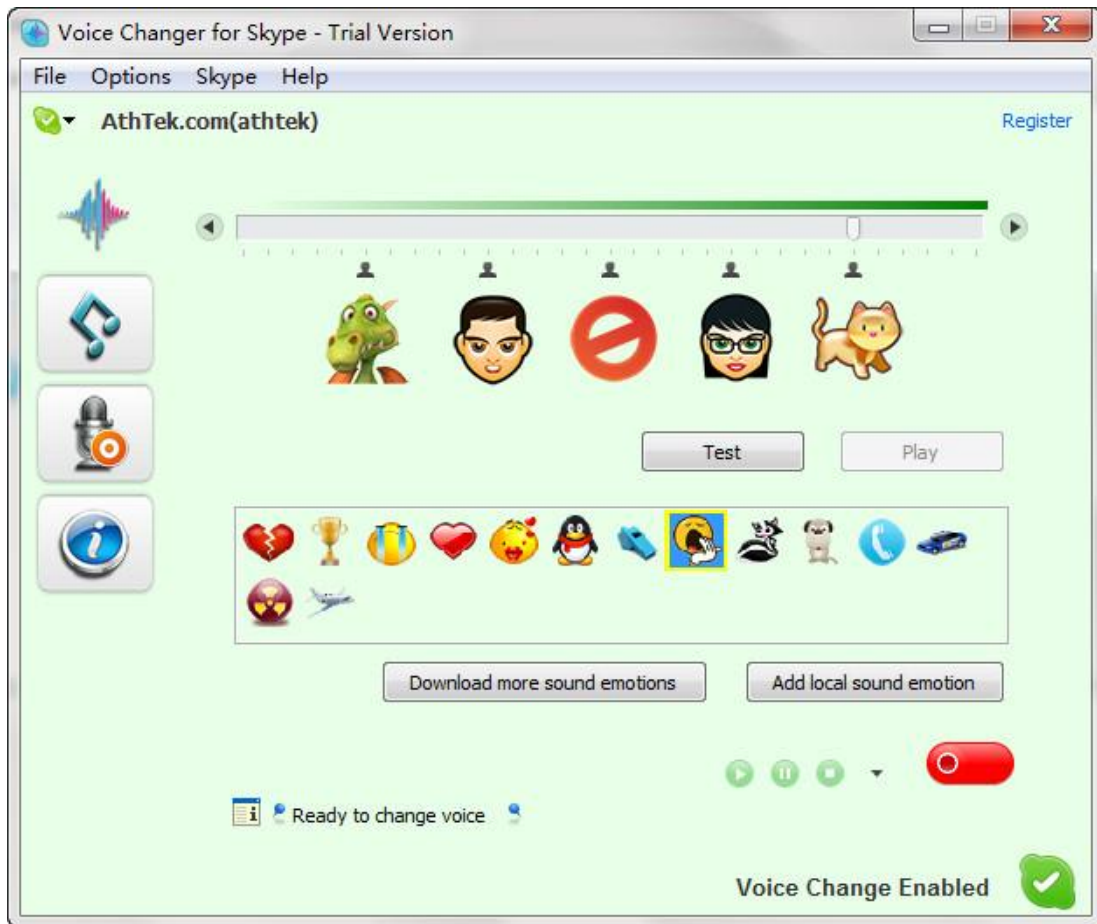 Voice Changer for Skype - Trial Version
File Options Skype Help
AthTek.com(athtek)
Register
Test
Play
Download more sound emotions
Add local sound emotion
Ready to change voice
Voice Change Enabled